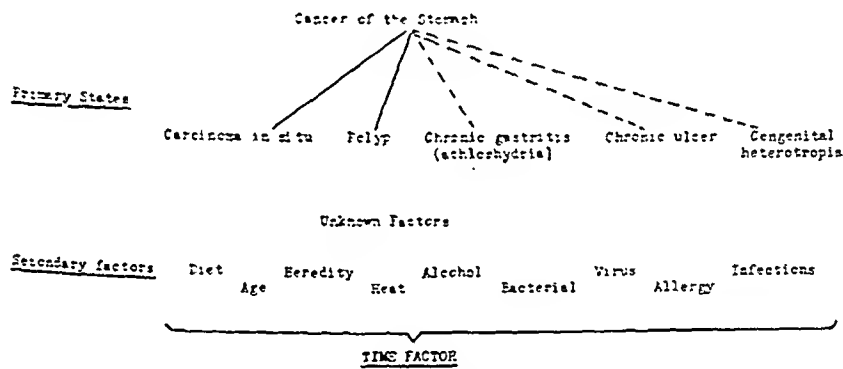 Cancer of the Stomach
Primary States
Carcinoma in situ Polyp Chronic gastritis Chronic ulcer Congenital
(achlorhydria) heterotropis
Unknown Factors
Secondary factors Diet Heredity Alcohol Virus Infections
Age Heat Bacterial Allergy
TIME FACTOR